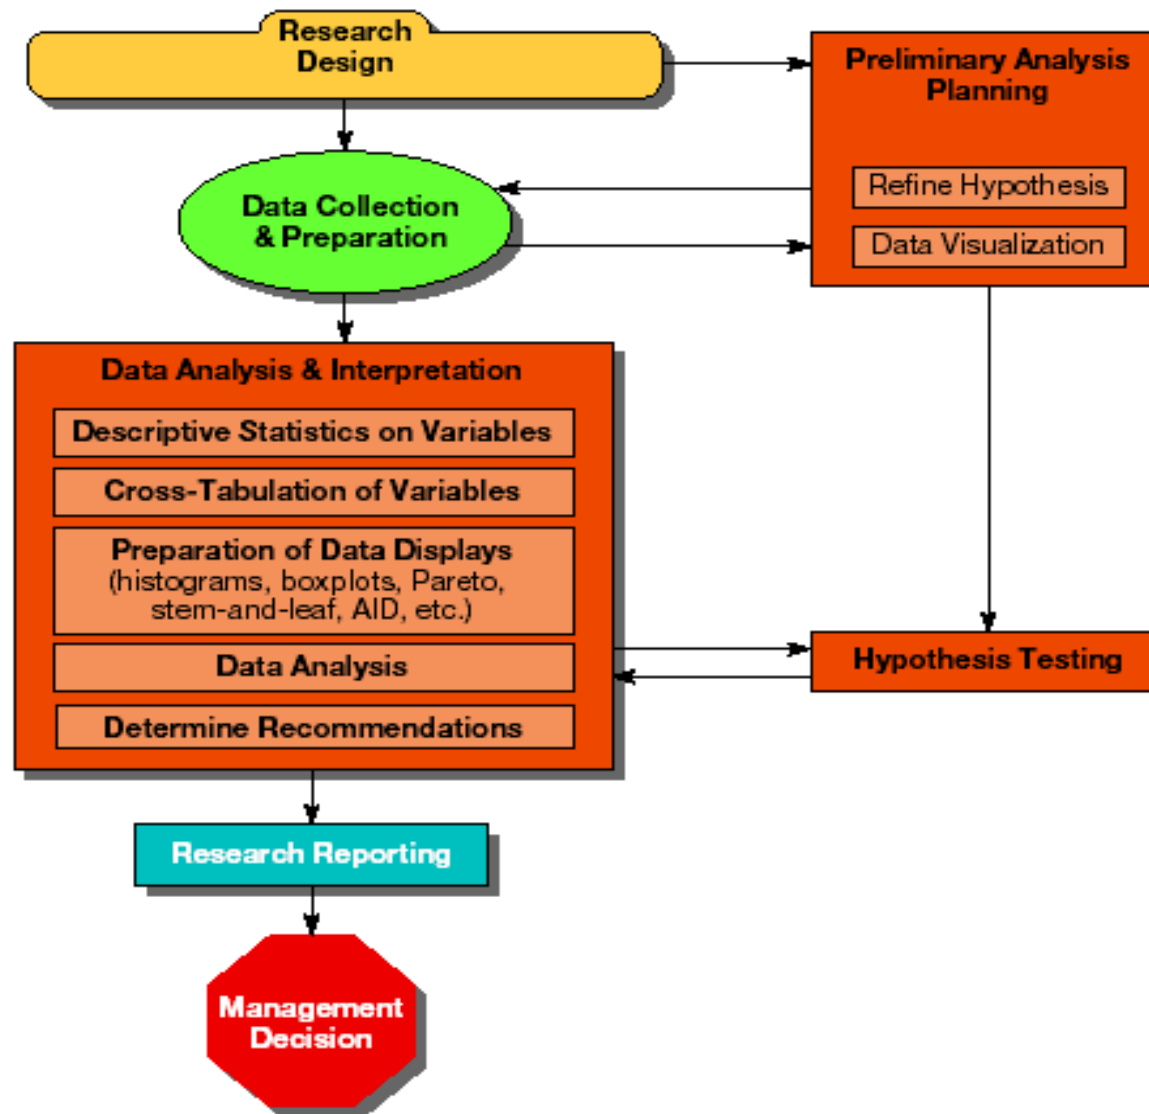 Research
Design
Preliminary Analysis
Planning
Refine Hypothesis
Data Visualization
Data Collection
& Preparation
Data Analysis & Interpretation
Descriptive Statistics on Variables
Cross-Tabulation of Variables
Preparation of Data Displays
(histograms, boxplots, Pareto,
stem-and-leaf, AID, etc.)
Data Analysis
Determine Recommendations
Hypothesis Testing
Research Reporting
Management
Decision